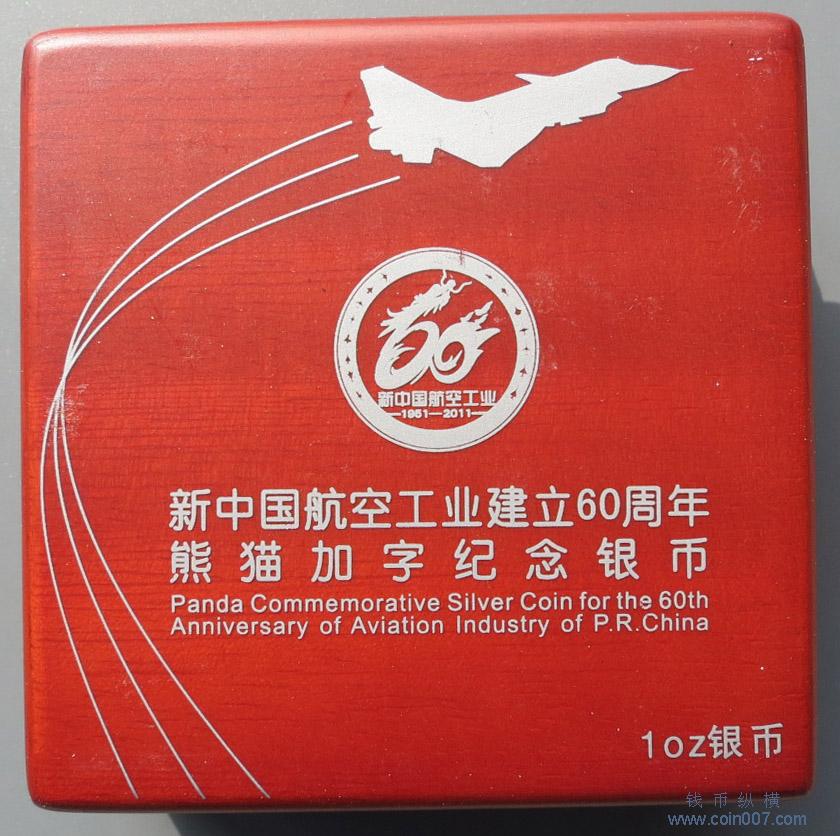 新中国航空工业
1951—2011
新中国航空工业建立60周年
熊猫加字纪念银币
Panda Commemorative Silver Coin for the 60th
Anniversary of Aviation Industry of P.R.China
1oz银币
钱币纵横
www.coin007.com